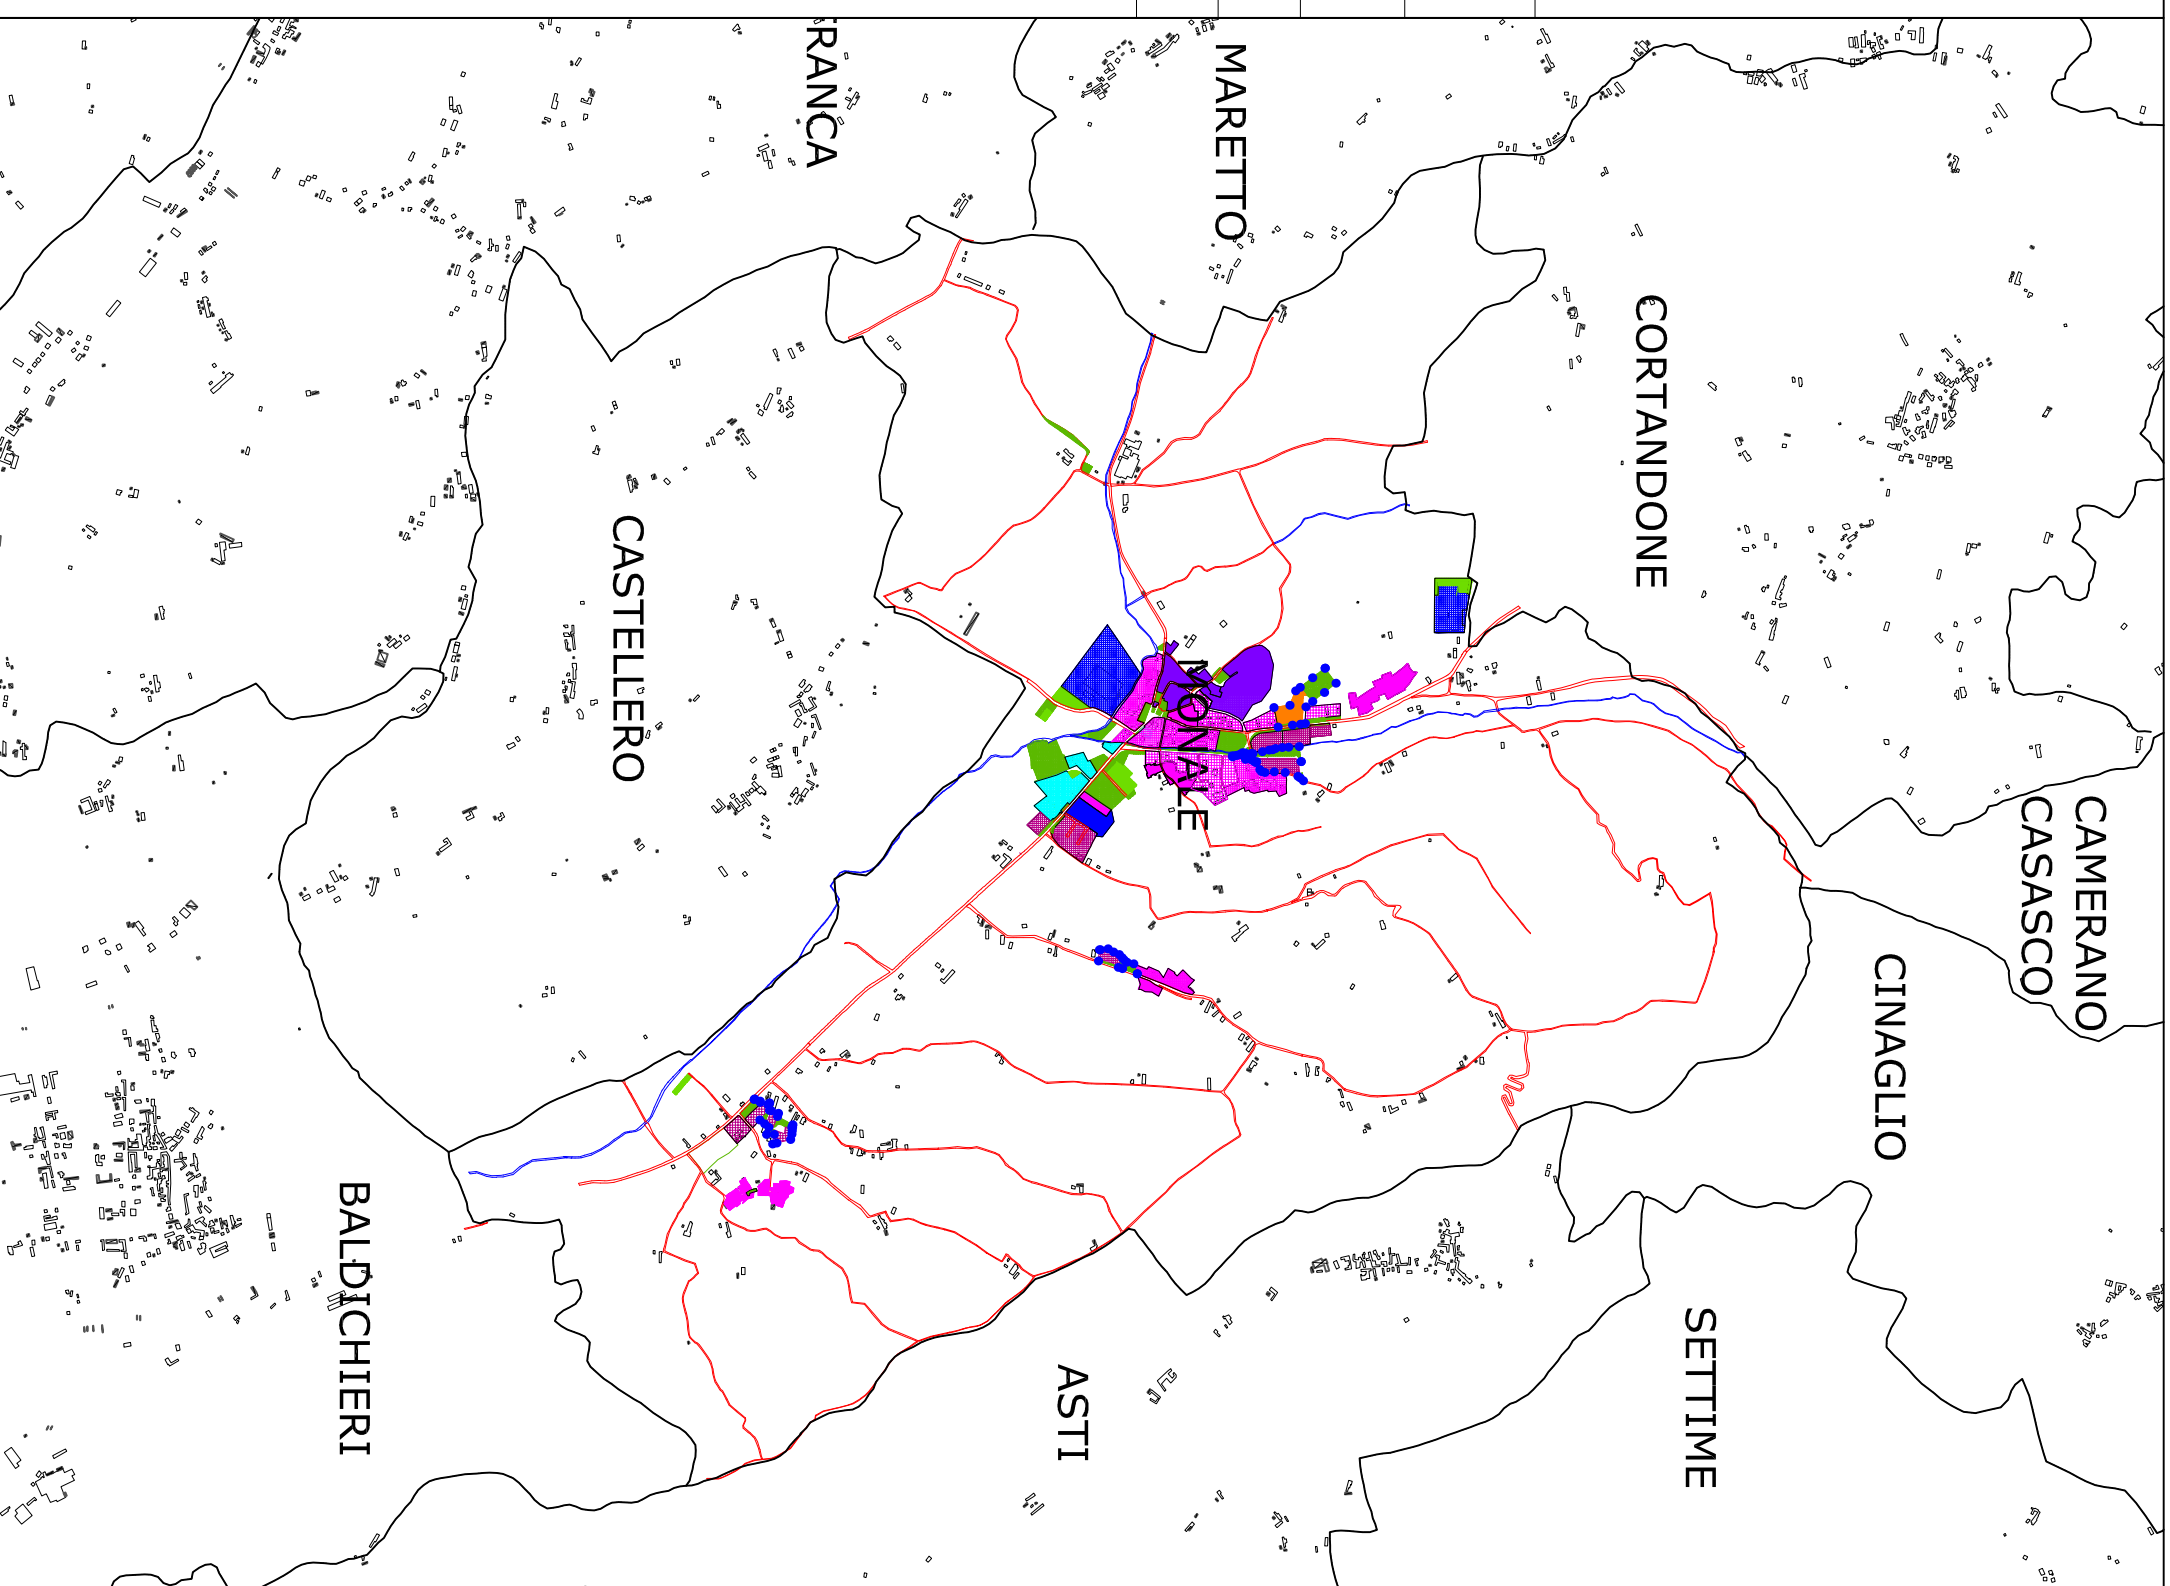 CAMERANO
CASASCO
CINAGLIO
SETTIME
CORTANDONE
MARETTO
MONALE
ASTI
RANCA
CASTELLERO
BALDICHIERI